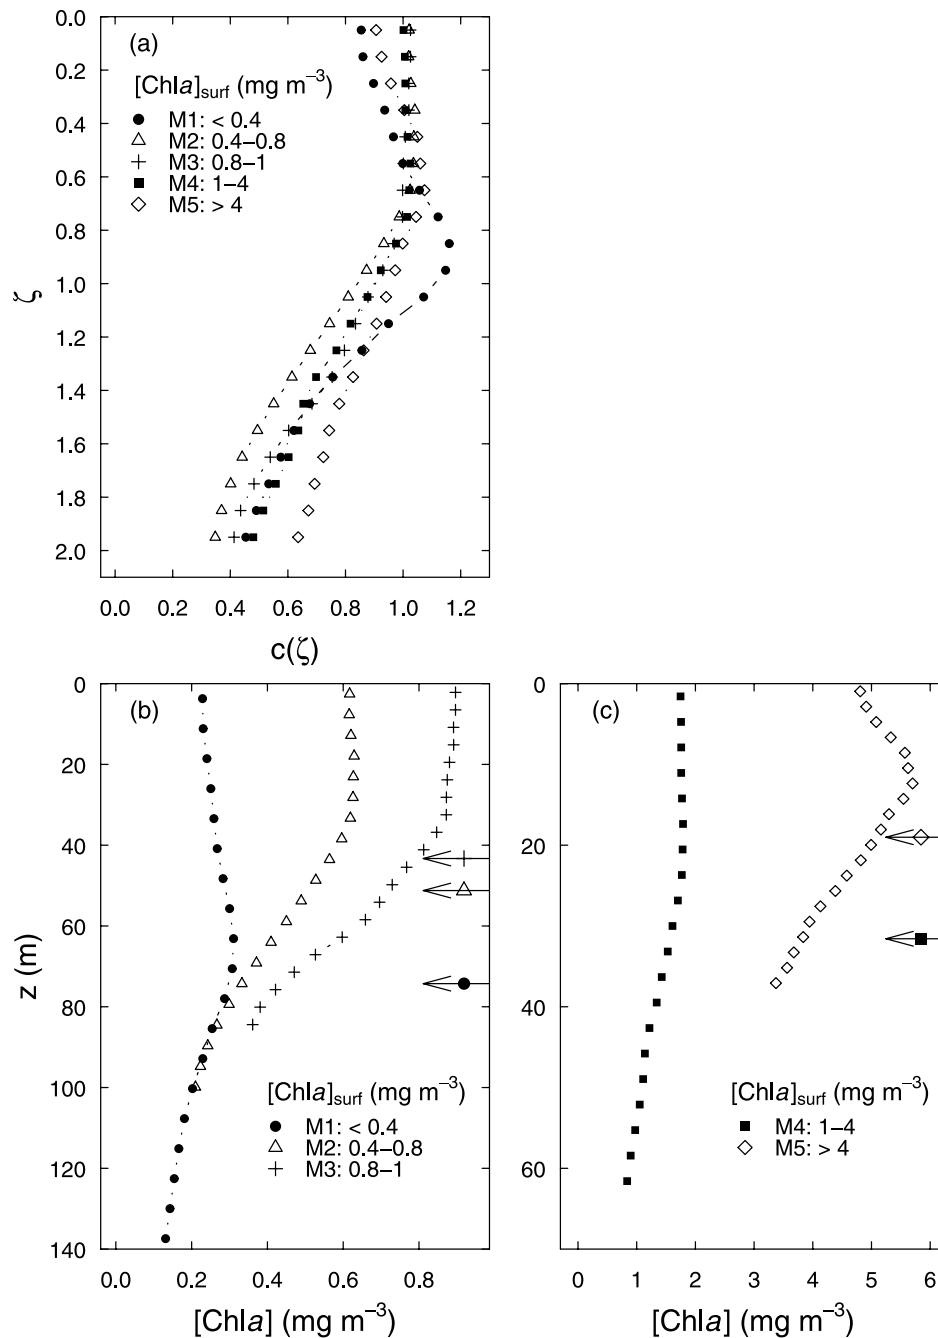 (a)
[Chla]surf (mg m−3)
M1: < 0.4
M2: 0.4−0.8
M3: 0.8−1
M4: 1−4
M5: > 4
0.0
0.2
0.4
0.6
0.8
1.0
1.2
1.4
1.6
1.8
2.0
ζ
0.0 0.2 0.4 0.6 0.8 1.0 1.2
c(ζ)
(b)
0
20
40
60
80
100
120
140
z (m)
[Chla]surf (mg m−3)
M1: < 0.4
M2: 0.4−0.8
M3: 0.8−1
0.0 0.2 0.4 0.6 0.8
[Chla] (mg m−3)
(c)
0
20
40
60
[Chla]surf (mg m−3)
M4: 1−4
M5: > 4
0 1 2 3 4 5 6
[Chla] (mg m−3)